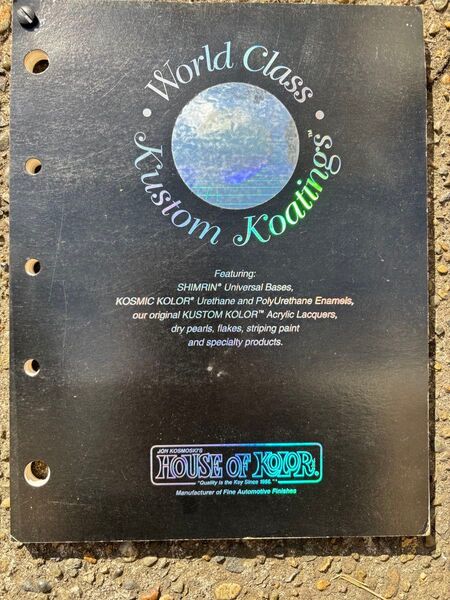 • World Class •
Kustom Koatings™
Featuring:
SHIMRIN® Universal Bases,
KOSMIC KOLOR® Urethane and PolyUrethane Enamels,
our original KUSTOM KOLOR™ Acrylic Lacquers,
dry pearls, flakes, striping paint
and specialty products.
JON KOSMOSKI'S
HOUSE OF KOLOR
"Quality is the Key Since 1956."
Manufacturer of Fine Automotive Finishes